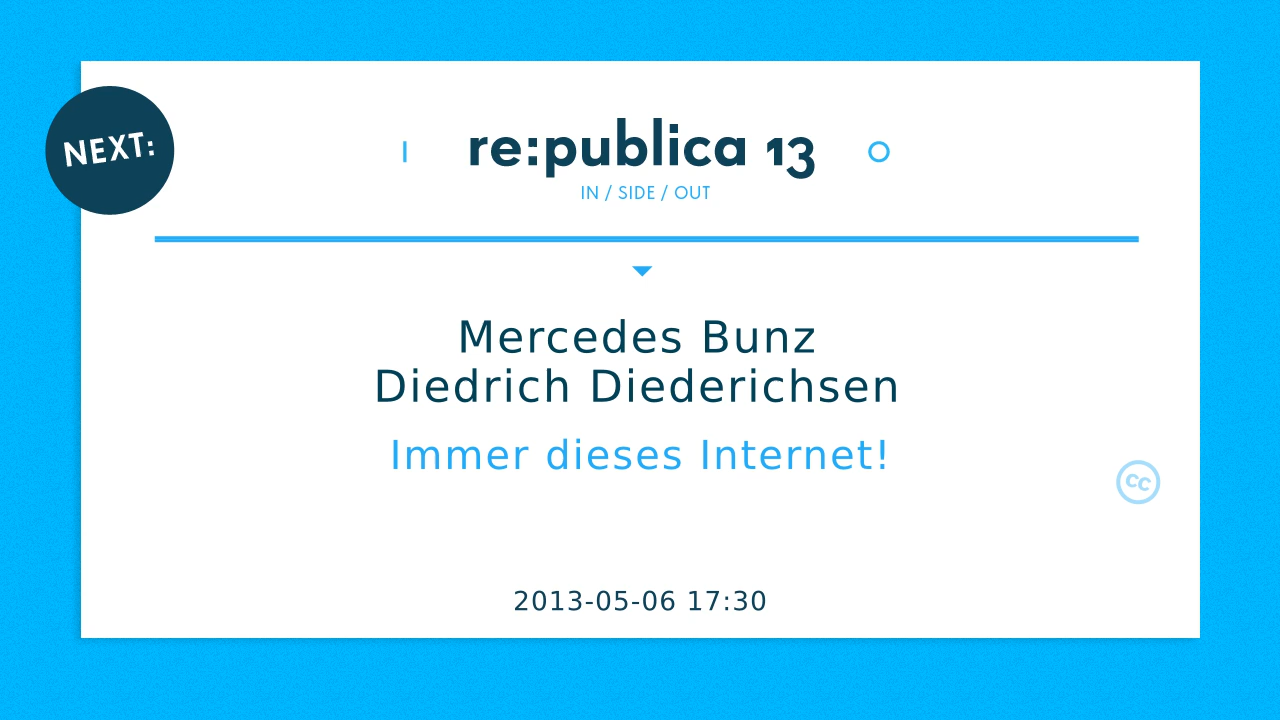 NEXT:
re:publica 13
IN / SIDE / OUT
Mercedes Bunz
Diedrich Diederichsen
Immer dieses Internet!
cc
2013-05-06 17:30